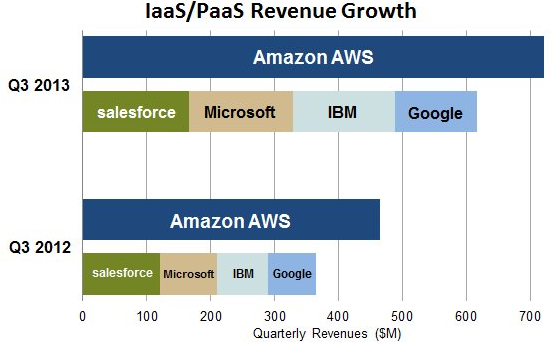 IaaS/PaaS Revenue Growth
Amazon AWS
Q3 2013
salesforce Microsoft IBM Google
Amazon AWS
Q3 2012
salesforce Microsoft IBM Google
0 100 200 300 400 500 600 700
Quarterly Revenues ($M)